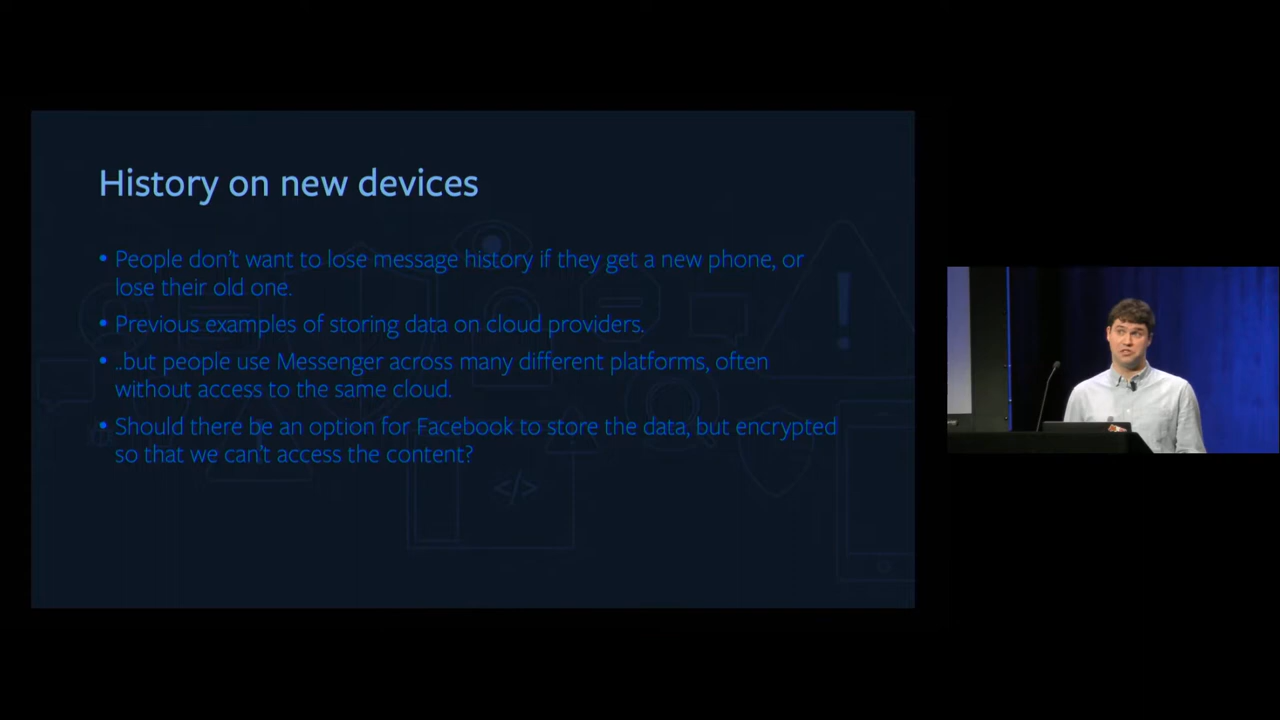 History on new devices
• People don't want to lose message history if they get a new phone, or
lose their old one.
• Previous examples of storing data on cloud providers.
• ..but people use Messenger across many different platforms, often
without access to the same cloud.
• Should there be an option for Facebook to store the data, but encrypted
so that we can't access the content?